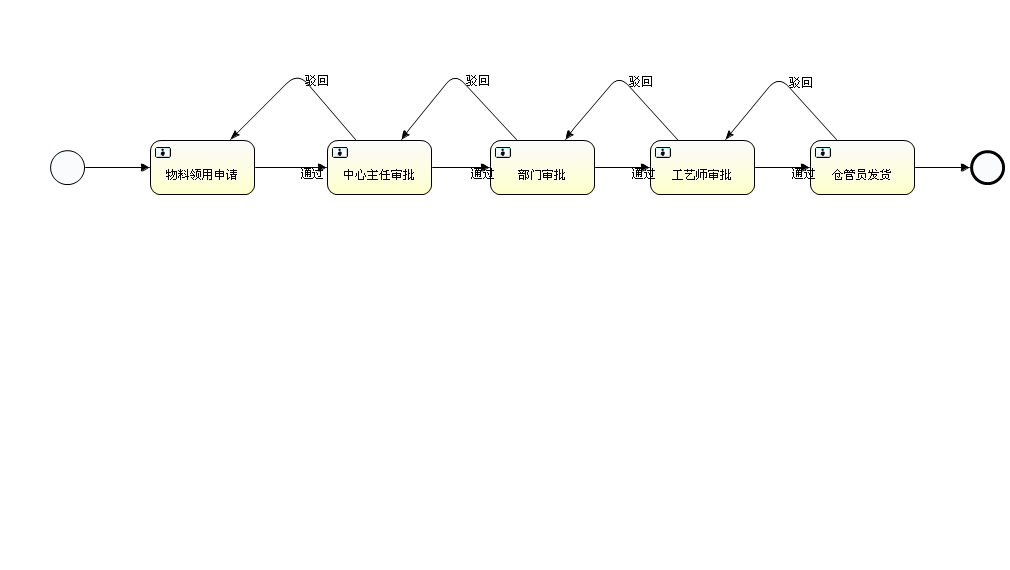 驳回
驳回
驳回
驳回
物料领用申请
通过
中心主任审批
通过
部门审批
通过
工艺师审批
通过
仓管员发货